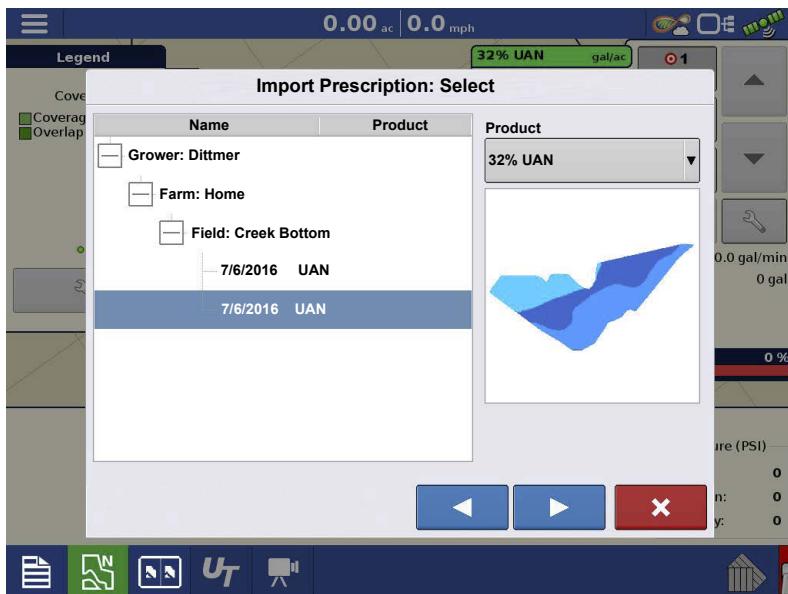 0.00 ac 0.0 mph
Legend
32% UAN gal/ac
1
Import Prescription: Select
Cove
Coverag
Overlap
Name Product
Product
Grower: Dittmer
32% UAN
Farm: Home
Field: Creek Bottom
7/6/2016 UAN
7/6/2016 UAN
0.0 gal/min
0 gal
0 %
ure (PSI)
0
n: 0
y: 0
N
UT